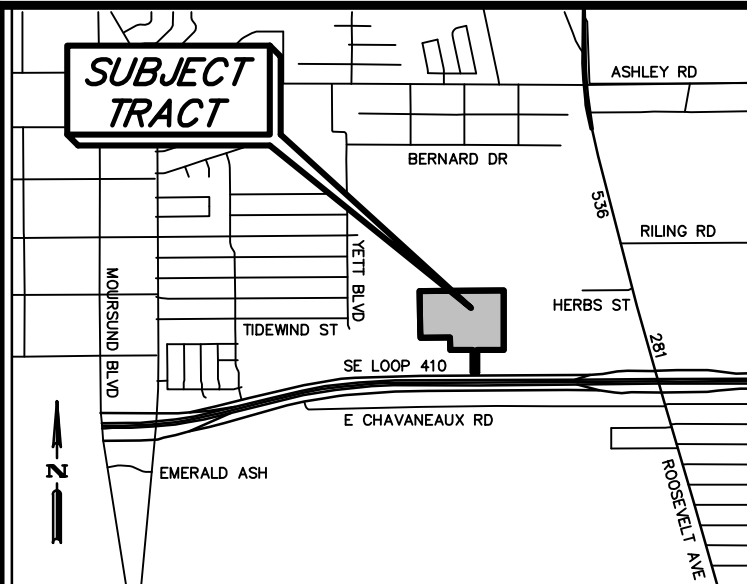 SUBJECT
TRACT
ASHLEY RD
BERNARD DR
536
RILING RD
YETT BLVD
MOURSUND BLVD
HERBS ST
TIDEWIND ST
281
SE LOOP 410
E CHAVANEAUX RD
N
EMERALD ASH
ROOSEVELT AVE